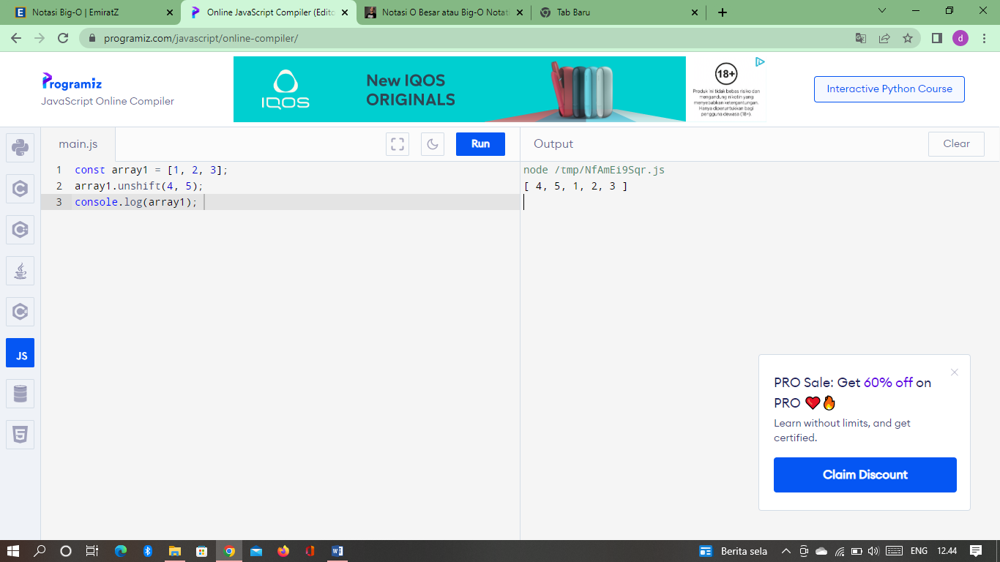 Notasi Big-O | EmiratZ
Online JavaScript Compiler (Edito
Notasi O Besar atau Big-O Notat
Tab Baru
programiz.com/javascript/online-compiler/
d
Programiz
JavaScript Online Compiler
IQOS
New IQOS
ORIGINALS
18+
Produk ini tidak bebas risiko dan
mengandung nikotin yang
menyebabkan ketergantungan.
Hanya diperuntukkan bagi
pengguna dewasa (18+).
Interactive Python Course
main.js
Run
Output
Clear
1 const array1 = [1, 2, 3];
2 array1.unshift(4, 5);
3 console.log(array1);
node /tmp/NfAmEi9Sqr.js
[ 4, 5, 1, 2, 3 ]
JS
PRO Sale: Get 60% off on
PRO ❤️🔥
Learn without limits, and get
certified.
Claim Discount
Berita sela
ENG
12.44